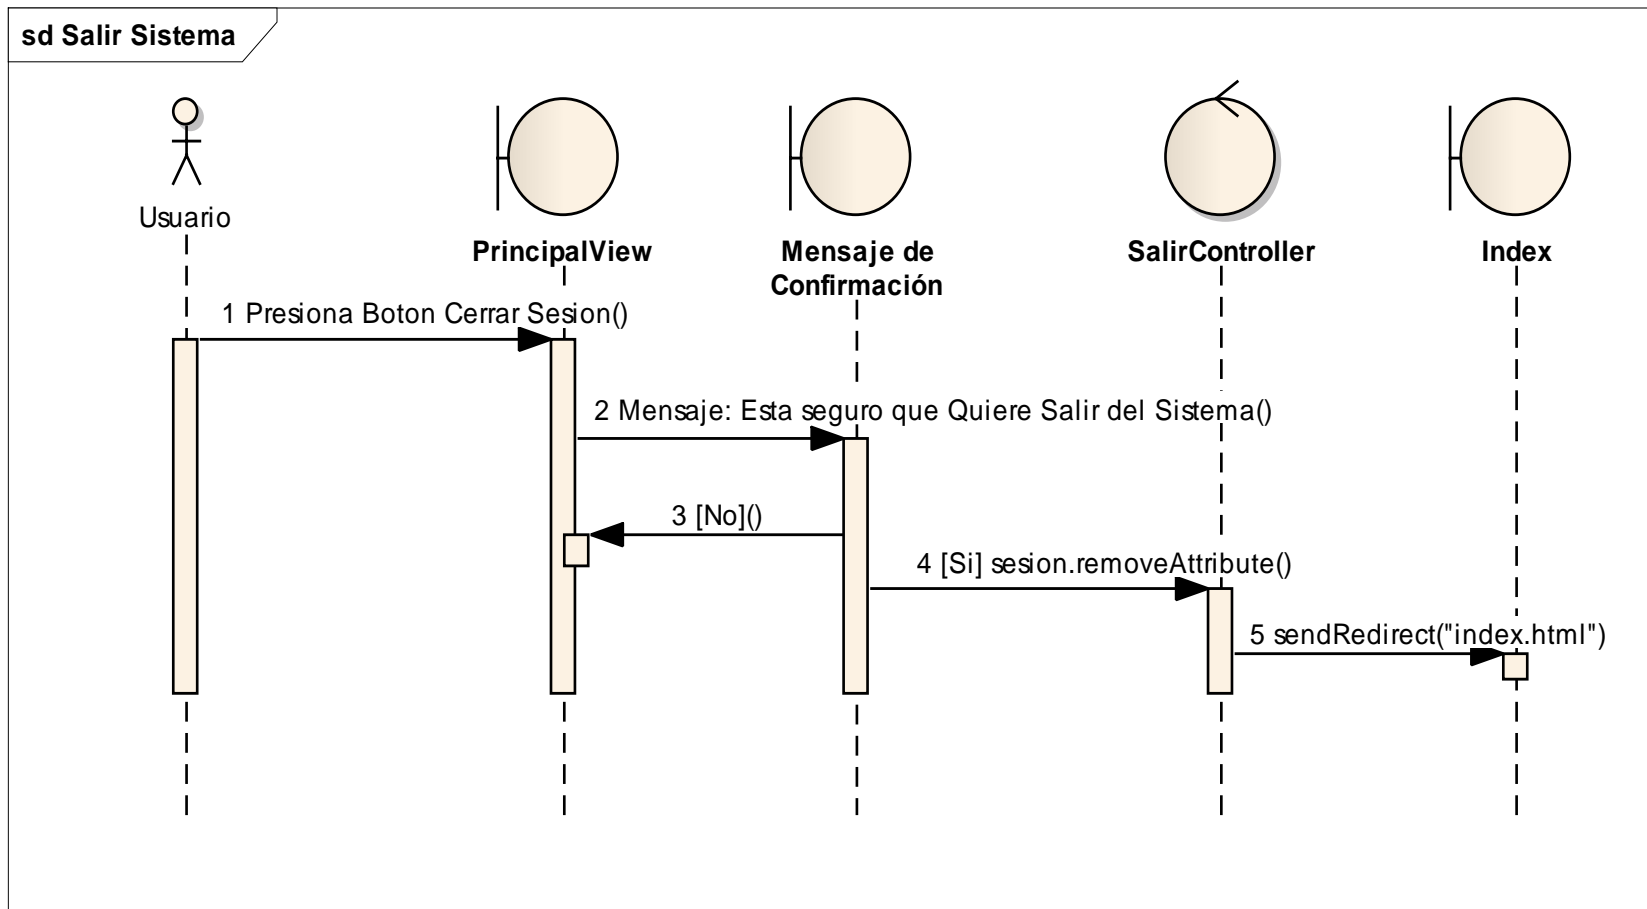 sd Salir Sistema
Usuario
PrincipalView
Mensaje de
Confirmación
SalirController
Index
1 Presiona Boton Cerrar Sesion()
2 Mensaje: Esta seguro que Quiere Salir del Sistema()
3 [No]()
4 [Si] sesion.removeAttribute()
5 sendRedirect("index.html")